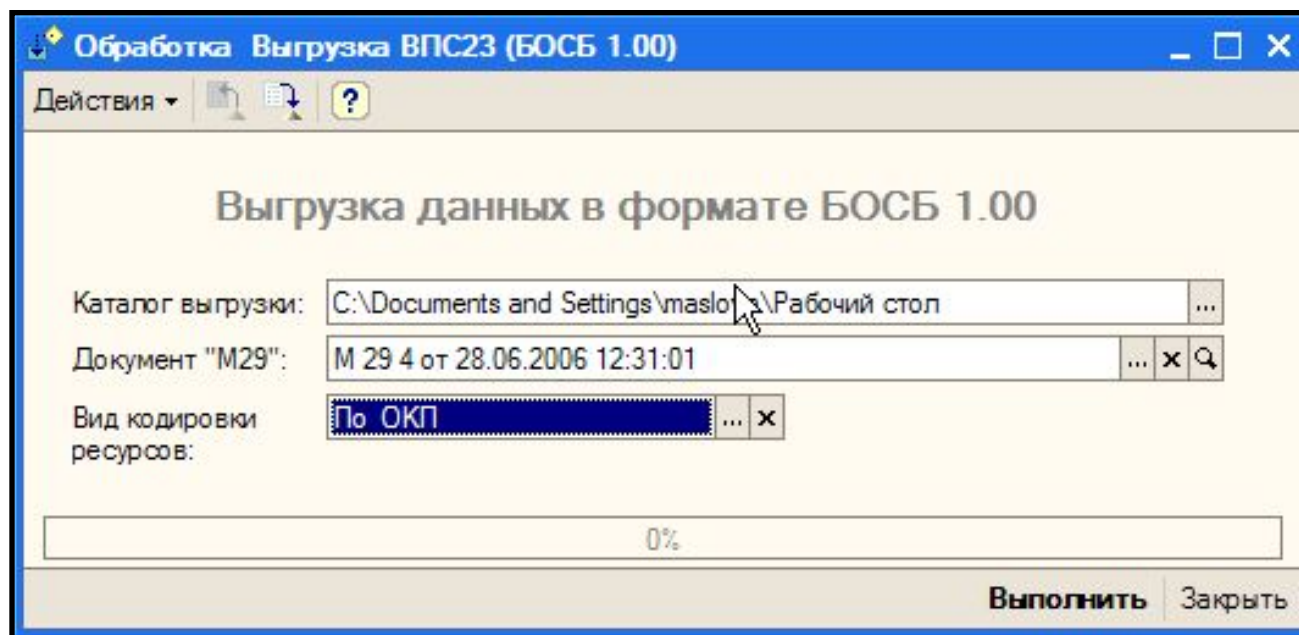 Обработка Выгрузка ВПС23 (БОСБ 1.00)
Действия
Выгрузка данных в формате БОСБ 1.00
Каталог выгрузки: C:\Documents and Settings\maslova\Рабочий стол ...
Документ "М29": М 29 4 от 28.06.2006 12:31:01 ...
Вид кодировки ресурсов: По ОКП ...
0%
Выполнить Закрыть